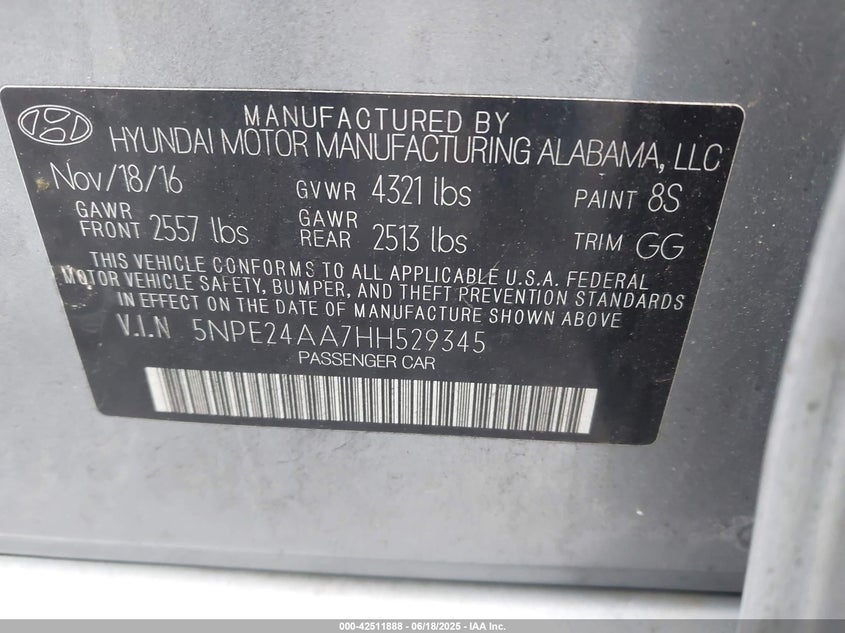 MANUFACTURED BY
HYUNDAI MOTOR MANUFACTURING ALABAMA, LLC
Nov/18/16 GVWR 4321 lbs PAINT 8S
GAWR FRONT 2557 lbs GAWR REAR 2513 lbs TRIM GG
THIS VEHICLE CONFORMS TO ALL APPLICABLE U.S.A. FEDERAL
MOTOR VEHICLE SAFETY, BUMPER, AND THEFT PREVENTION STANDARDS
IN EFFECT ON THE DATE OF MANUFACTURE SHOWN ABOVE
V.I.N 5NPE24AA7HH529345
PASSENGER CAR
000-42511888 - 06/18/2025 - IAA Inc.